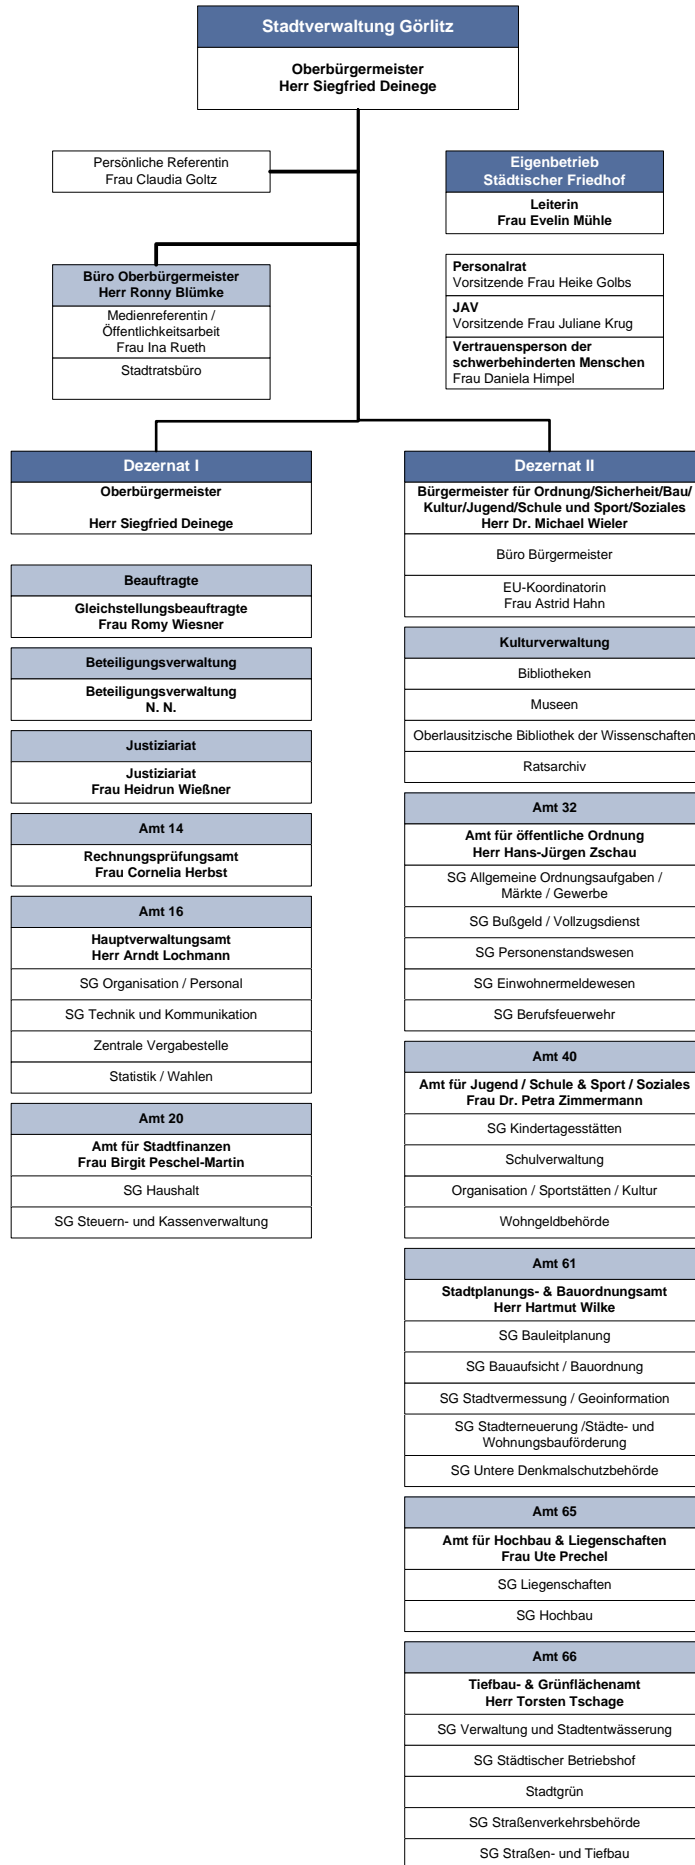 Stadtverwaltung Görlitz
Oberbürgermeister
Herr Siegfried Deinege
Persönliche Referentin
Frau Claudia Goltz
Eigenbetrieb
Städtischer Friedhof
Leiterin
Frau Evelin Mühle
Büro Oberbürgermeister
Herr Ronny Blümke
Medienreferentin /
Öffentlichkeitsarbeit
Frau Ina Rueth
Stadtratsbüro
Personalrat
Vorsitzende Frau Heike Golbs
JAV
Vorsitzende Frau Juliane Krug
Vertrauensperson der
schwerbehinderten Menschen
Frau Daniela Himpel
Dezernat I
Oberbürgermeister
Herr Siegfried Deinege
Beauftragte
Gleichstellungsbeauftragte
Frau Romy Wiesner
Beteiligungsverwaltung
Beteiligungsverwaltung
N. N.
Justiziariat
Justiziariat
Frau Heidrun Wießner
Amt 14
Rechnungsprüfungsamt
Frau Cornelia Herbst
Amt 16
Hauptverwaltungsamt
Herr Arndt Lochmann
SG Organisation / Personal
SG Technik und Kommunikation
Zentrale Vergabestelle
Statistik / Wahlen
Amt 20
Amt für Stadtfinanzen
Frau Birgit Peschel-Martin
SG Haushalt
SG Steuern- und Kassenverwaltung
Dezernat II
Bürgermeister für Ordnung/Sicherheit/Bau/
Kultur/Jugend/Schule und Sport/Soziales
Herr Dr. Michael Wieler
Büro Bürgermeister
EU-Koordinatorin
Frau Astrid Hahn
Kulturverwaltung
Bibliotheken
Museen
Oberlausitzische Bibliothek der Wissenschaften
Ratsarchiv
Amt 32
Amt für öffentliche Ordnung
Herr Hans-Jürgen Zschau
SG Allgemeine Ordnungsaufgaben /
Märkte / Gewerbe
SG Bußgeld / Vollzugsdienst
SG Personenstandswesen
SG Einwohnermeldewesen
SG Berufsfeuerwehr
Amt 40
Amt für Jugend / Schule & Sport / Soziales
Frau Dr. Petra Zimmermann
SG Kindertagesstätten
Schulverwaltung
Organisation / Sportstätten / Kultur
Wohngeldbehörde
Amt 61
Stadtplanungs- & Bauordnungsamt
Herr Hartmut Wilke
SG Bauleitplanung
SG Bauaufsicht / Bauordnung
SG Stadtvermessung / Geoinformation
SG Stadterneuerung /Städte- und
Wohnungsbauförderung
SG Untere Denkmalschutzbehörde
Amt 65
Amt für Hochbau & Liegenschaften
Frau Ute Prechel
SG Liegenschaften
SG Hochbau
Amt 66
Tiefbau- & Grünflächenamt
Herr Torsten Tschage
SG Verwaltung und Stadtentwässerung
SG Städtischer Betriebshof
Stadtgrün
SG Straßenverkehrsbehörde
SG Straßen- und Tiefbau